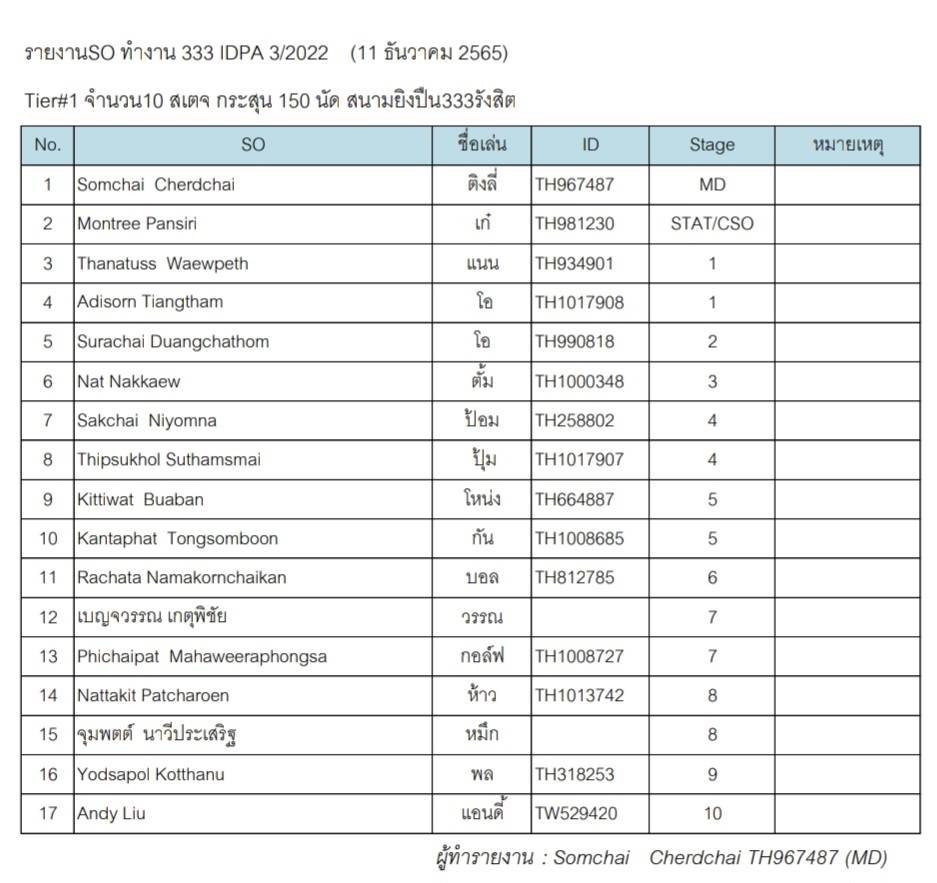 รายงานSO ทำงาน 333 IDPA 3/2022 (11 ธันวาคม 2565)
Tier#1 จำนวน10 สเตจ กระสุน 150 นัด สนามยิงปืน333รังสิต
No. SO ชื่อเล่น ID Stage หมายเหตุ
1 Somchai Cherdchai ติงลี่ TH967487 MD
2 Montree Pansiri เก๋ TH981230 STAT/CSO
3 Thanatuss Waewpeth แนน TH934901 1
4 Adisorn Tiangtham โอ TH1017908 1
5 Surachai Duangchathom โอ TH990818 2
6 Nat Nakkaew ตั้ม TH1000348 3
7 Sakchai Niyomna ป้อม TH258802 4
8 Thipsukhol Suthamsmai ปุ้ม TH1017907 4
9 Kittiwat Buaban โหน่ง TH664887 5
10 Kantaphat Tongsomboon กัน TH1008685 5
11 Rachata Namakornchaikan บอล TH812785 6
12 เบญจวรรณ เกตุพิชัย วรรณ 7
13 Phichaipat Mahaweeraphongsa กอล์ฟ TH1008727 7
14 Nattakit Patcharoen ห้าว TH1013742 8
15 จุมพตต์ นาวีประเสริฐ หมึก 8
16 Yodsapol Kotthanu พล TH318253 9
17 Andy Liu แอนดี้ TW529420 10
ผู้ทำรายงาน : Somchai Cherdchai TH967487 (MD)